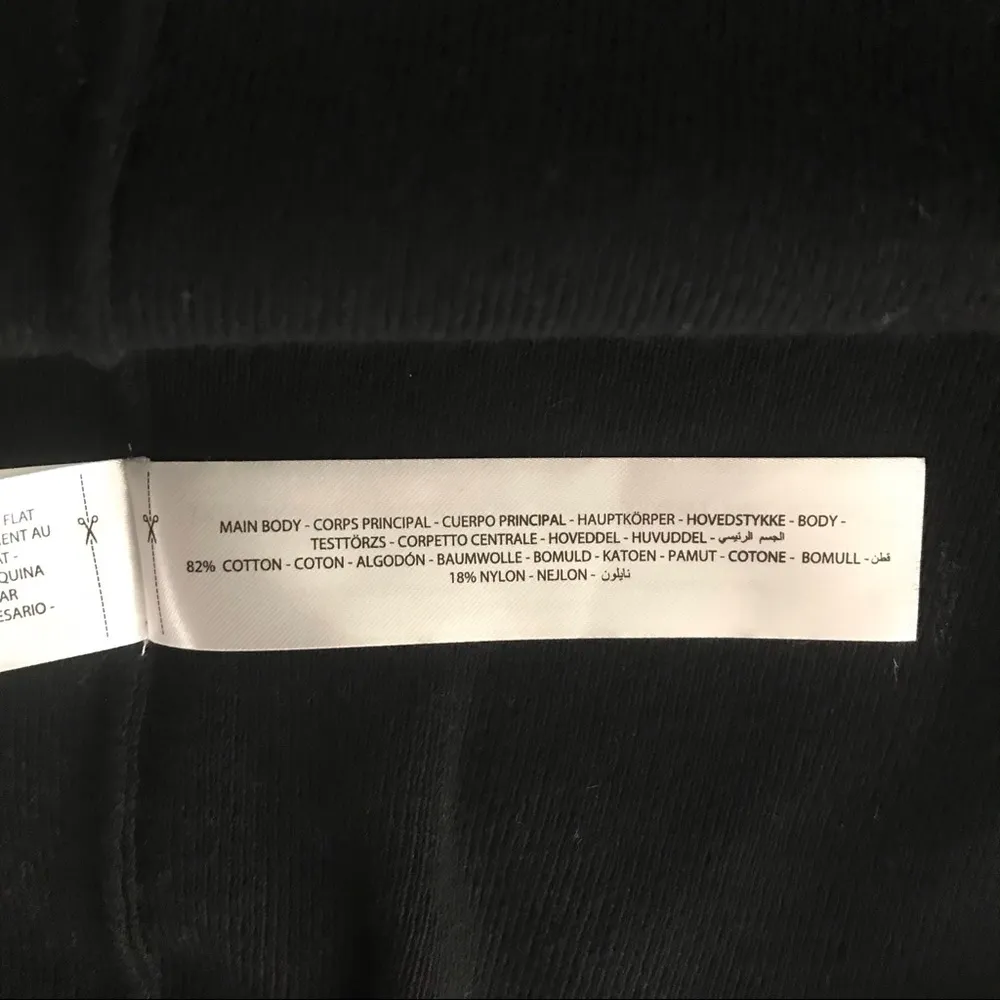 FLAT
ENT AU
AT -
QUINA
AR
ESARIO -
MAIN BODY - CORPS PRINCIPAL - CUERPO PRINCIPAL - HAUPTKÖRPER - HOVEDSTYKKE - BODY -
TESTTÖRZS - CORPETTO CENTRALE - HOVEDDEL - HUVUDDEL - الجسم الرئيسي
82% COTTON - COTON - ALGODÓN - BAUMWOLLE - BOMULD - KATOEN - PAMUT - COTONE - BOMULL - قطن
18% NYLON - NEJLON - نايلون